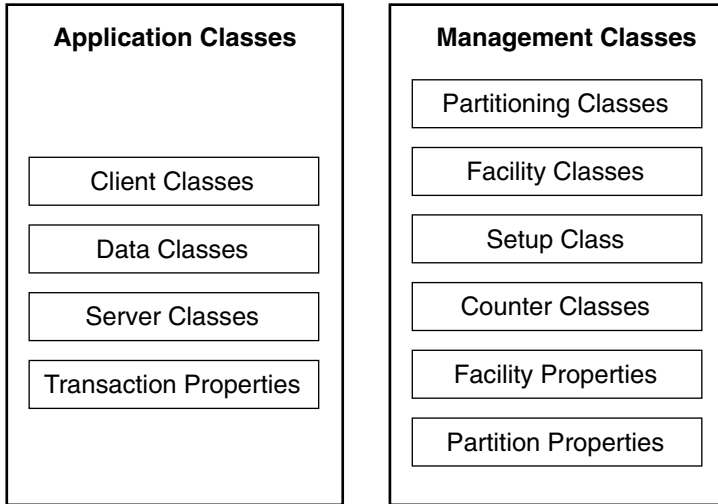 Application Classes
Client Classes
Data Classes
Server Classes
Transaction Properties
Management Classes
Partitioning Classes
Facility Classes
Setup Class
Counter Classes
Facility Properties
Partition Properties